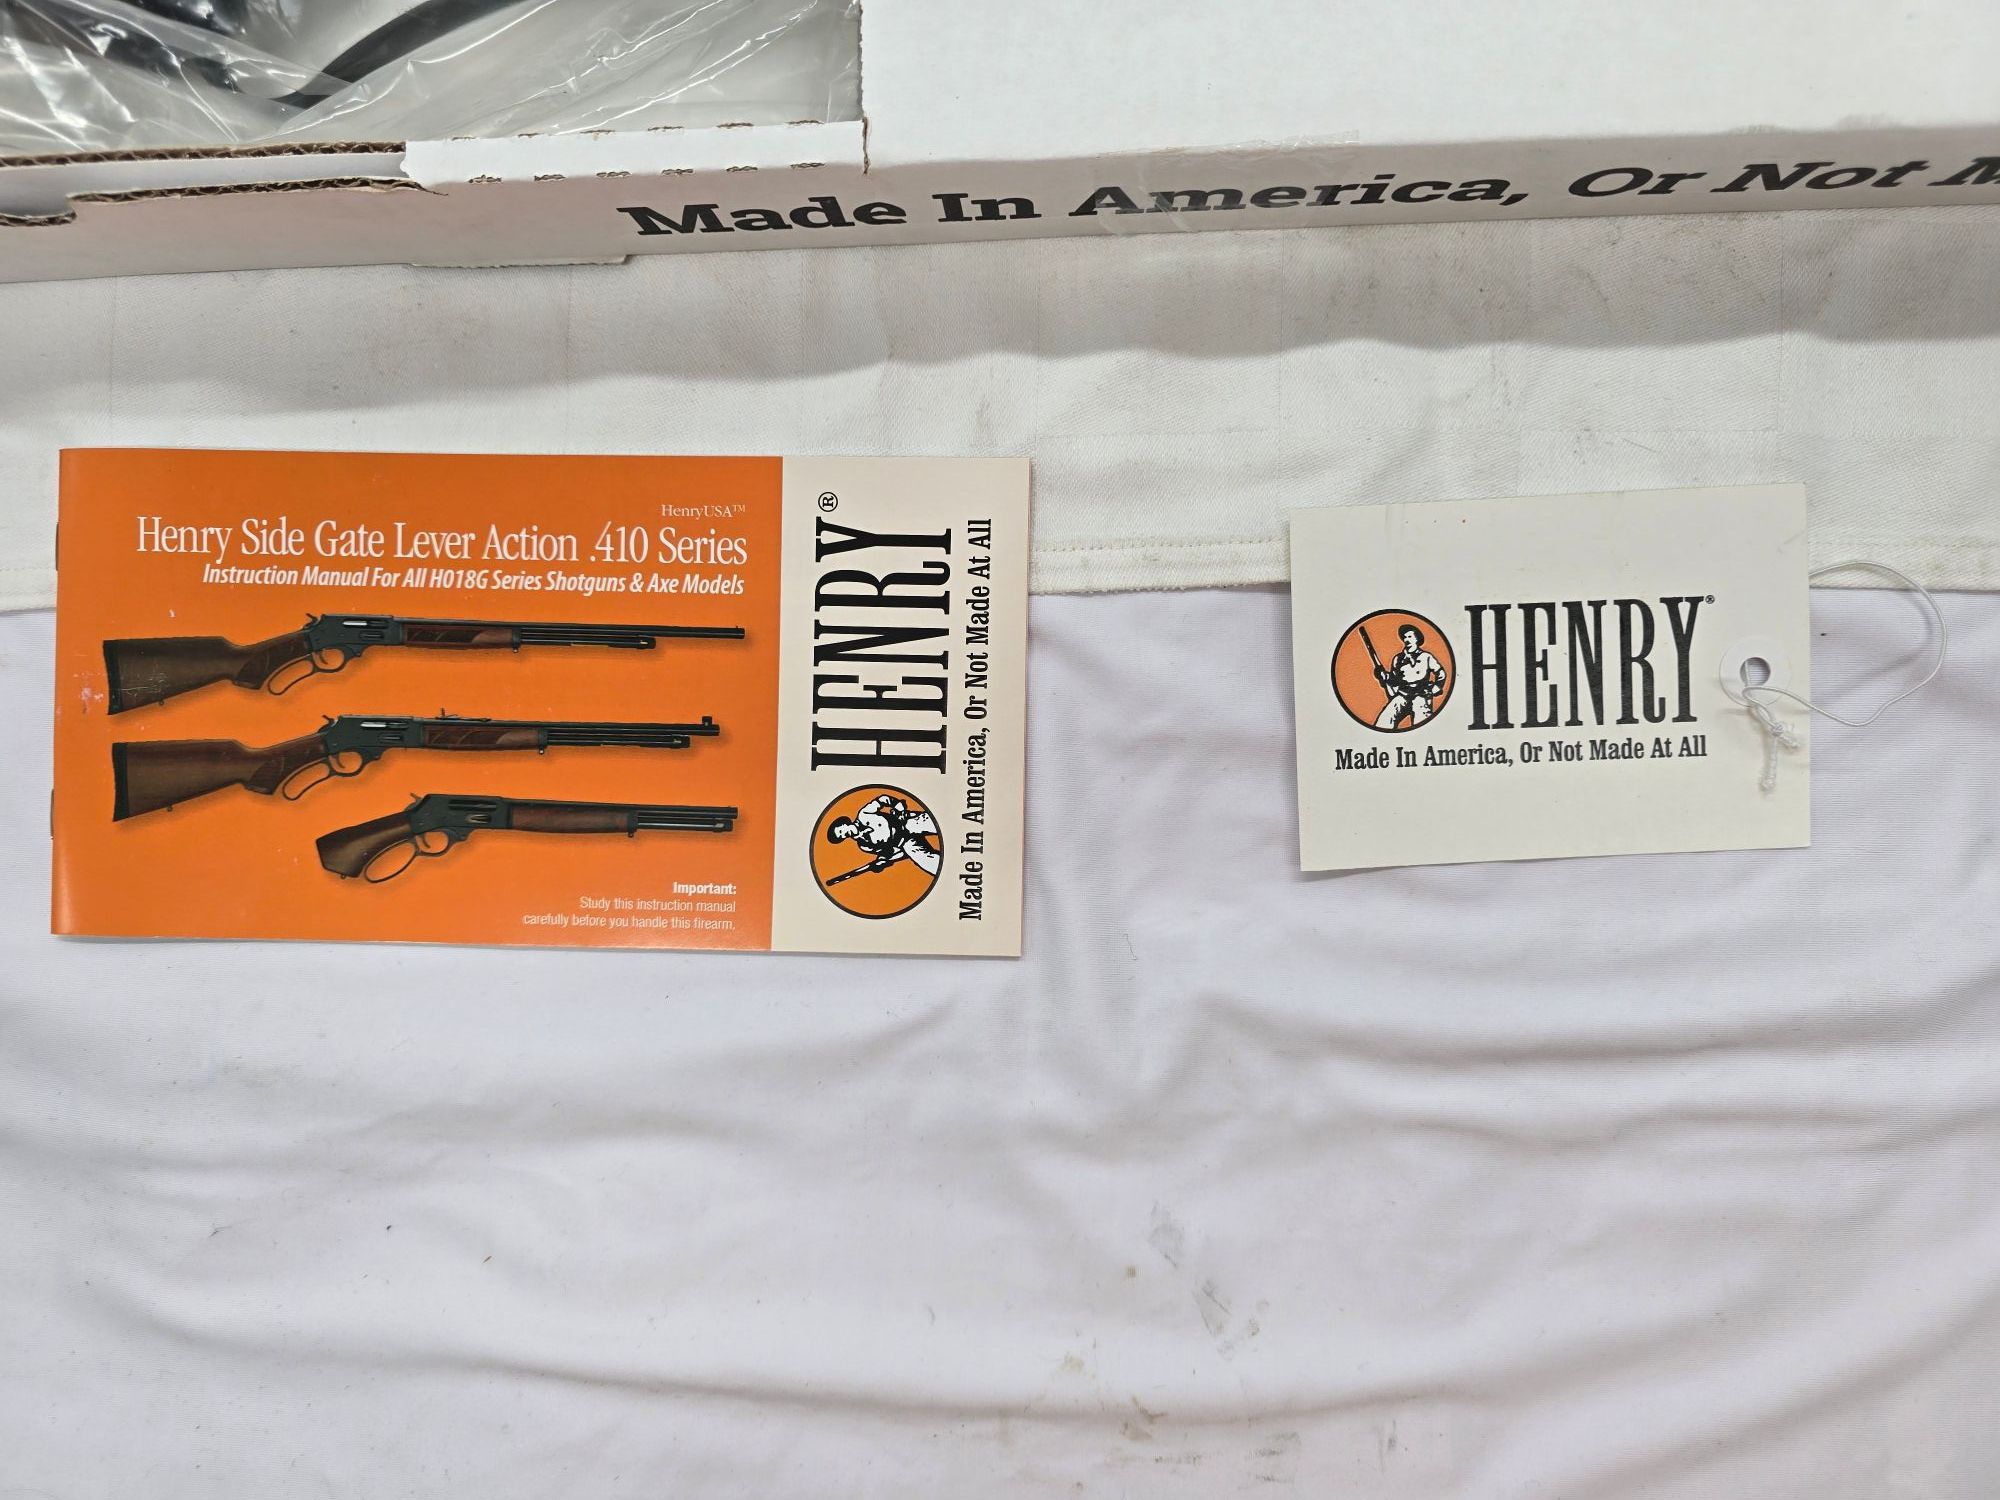 Made In America, Or Not
HenryUSA™
Henry Side Gate Lever Action .410 Series
Instruction Manual For All H018G Series Shotguns & Axe Models
Important:
Study this instruction manual
carefully before you handle this firearm.
HENRY®
Made In America, Or Not Made At All
HENRY®
Made In America, Or Not Made At All